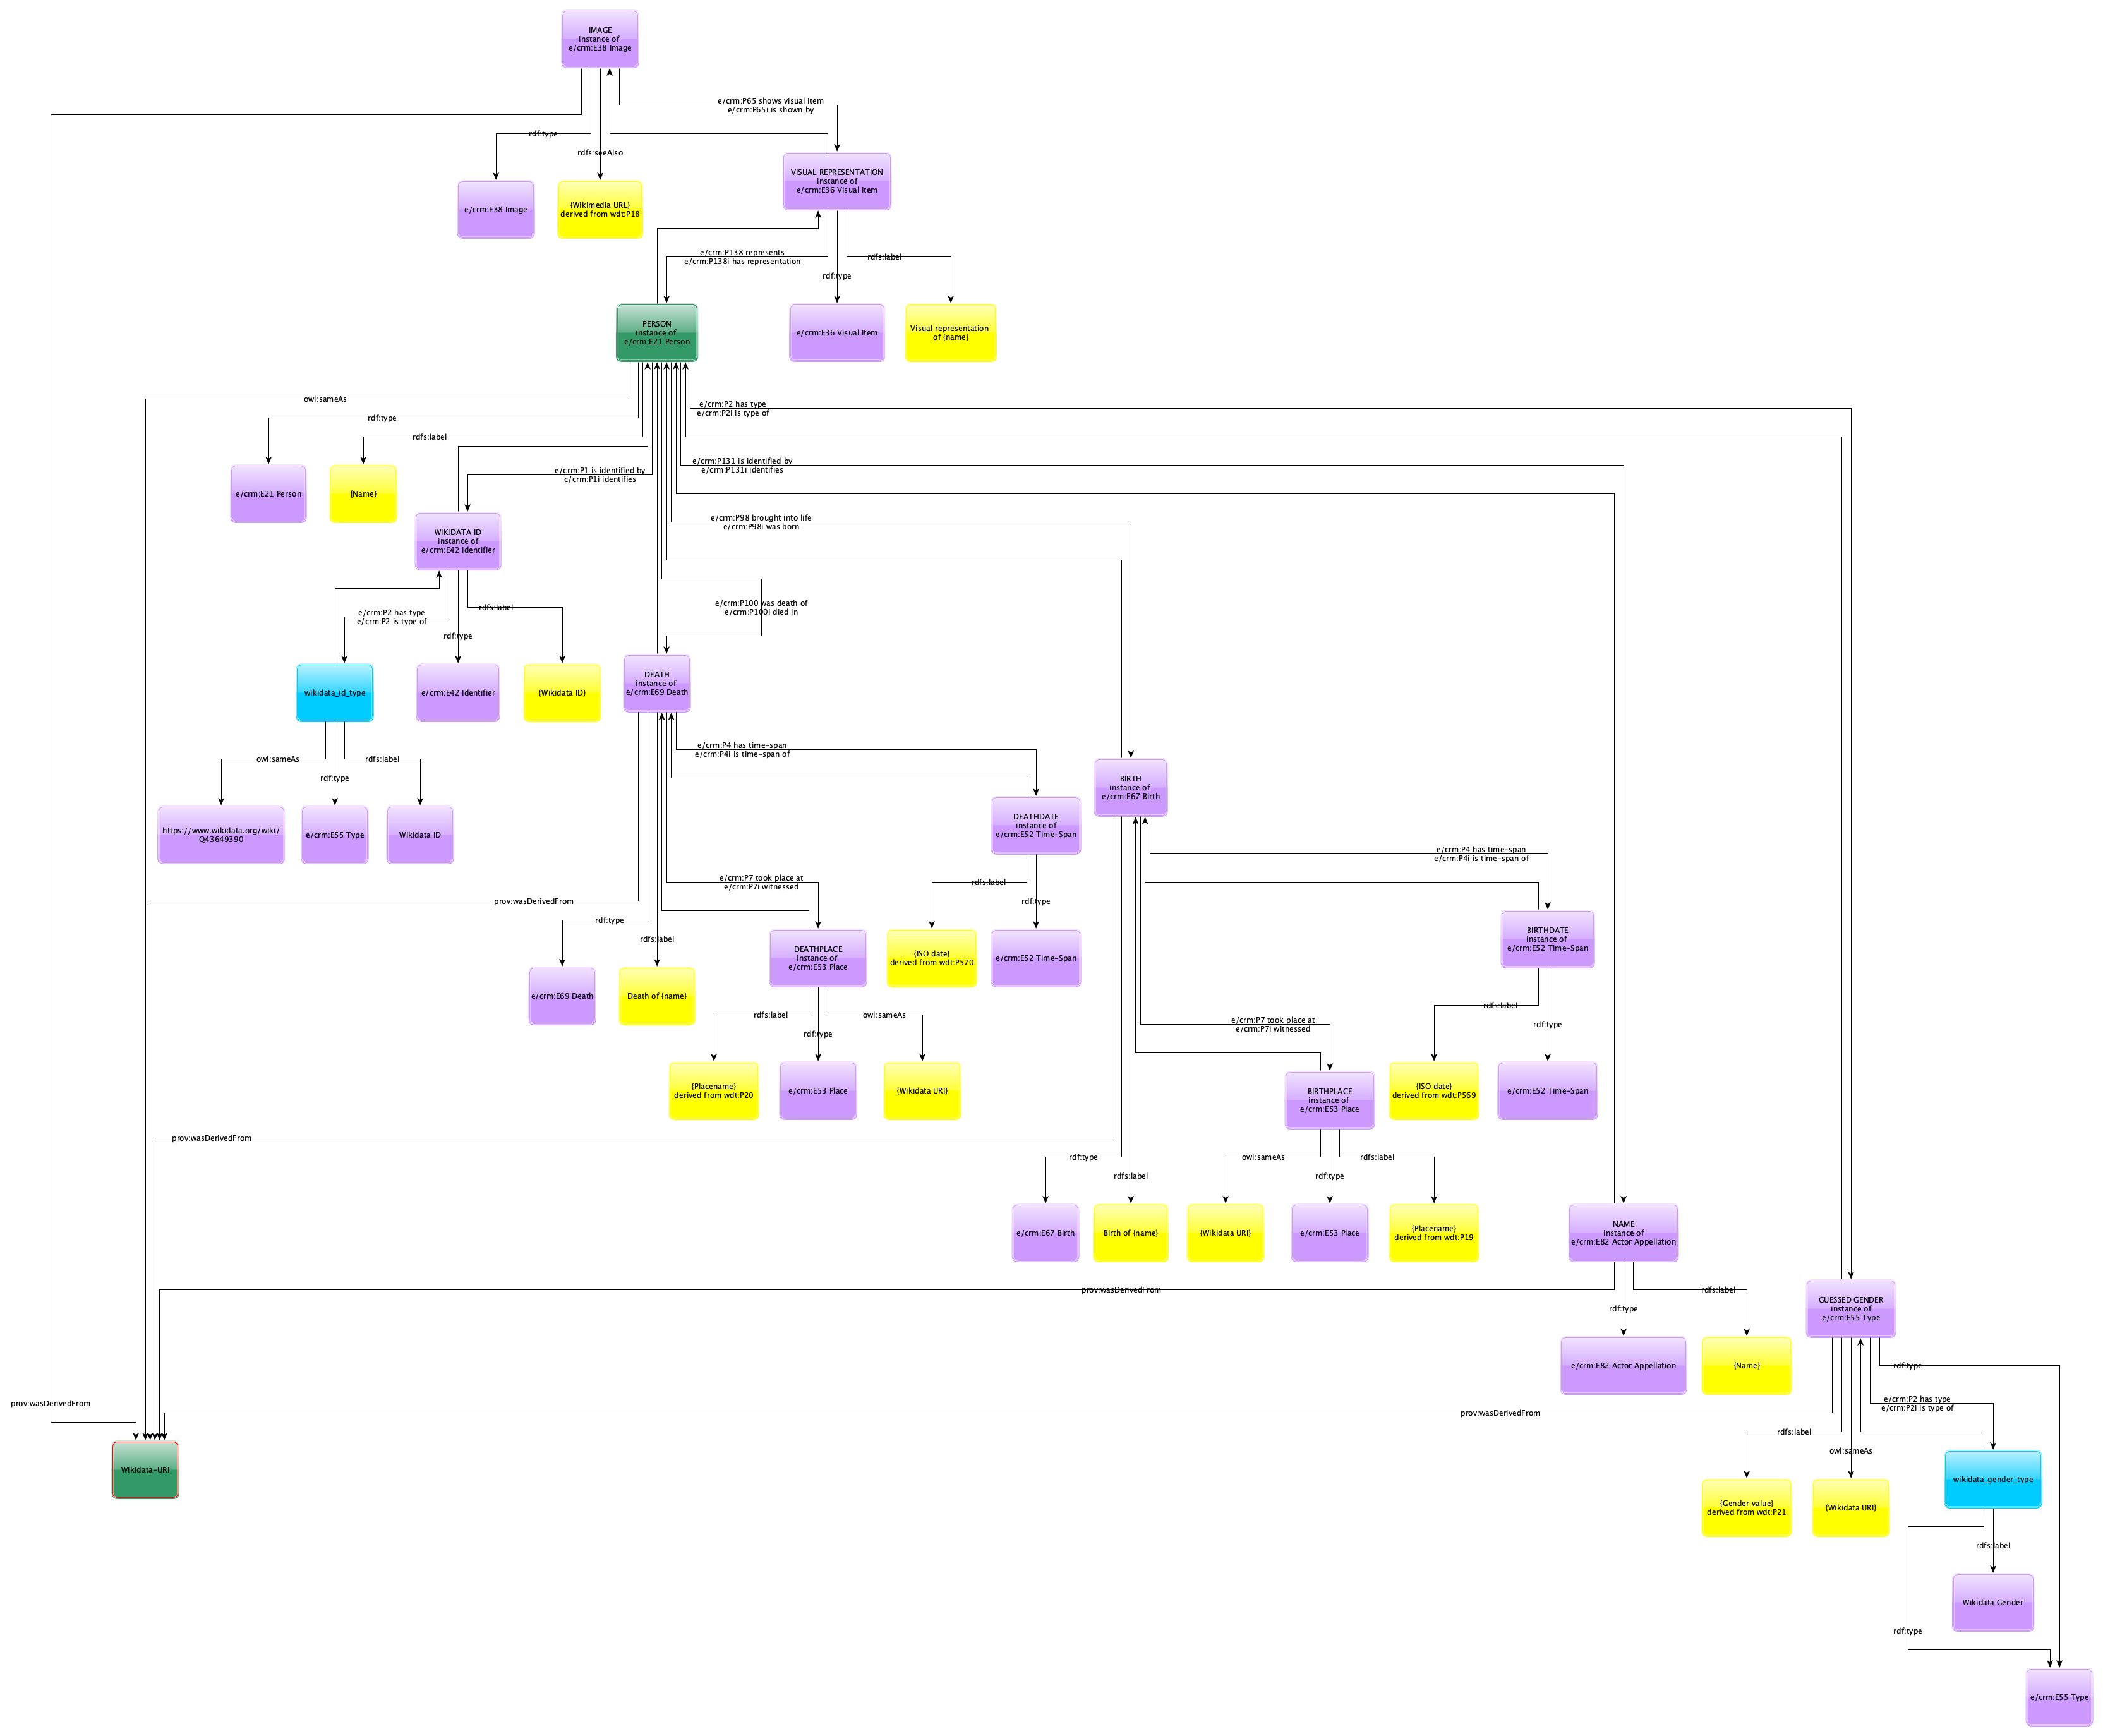 IMAGE
instance of
e/crm:E38 Image
e/crm:P65 shows visual item
e/crm:P65i is shown by
rdf:type
rdfs:seeAlso
VISUAL REPRESENTATION
instance of
e/crm:E36 Visual Item
e/crm:E38 Image
{Wikimedia URL}
derived from wdt:P18
e/crm:P138 represents
e/crm:P138i has representation
rdfs:label
rdf:type
PERSON
instance of
e/crm:E21 Person
e/crm:E36 Visual Item
Visual representation
of {name}
owl:sameAs
e/crm:P2 has type
e/crm:P2i is type of
rdf:type
rdfs:label
e/crm:P131 is identified by
e/crm:P131i identifies
e/crm:P1 is identified by
c/crm:P1i identifies
e/crm:E21 Person
[Name}
e/crm:P98 brought into life
e/crm:P98i was born
WIKIDATA ID
instance of
e/crm:E42 Identifier
e/crm:P2 has type
e/crm:P2 is type of
rdfs:label
rdf:type
e/crm:P100 was death of
e/crm:P100i died in
wikidata_id_type
e/crm:E42 Identifier
{Wikidata ID}
DEATH
instance of
e/crm:E69 Death
owl:sameAs
rdf:type
rdfs:label
e/crm:P4 has time-span
e/crm:P4i is time-span of
BIRTH
instance of
e/crm:E67 Birth
https://www.wikidata.org/wiki/
Q43649390
e/crm:E55 Type
Wikidata ID
DEATHDATE
instance of
e/crm:E52 Time-Span
e/crm:P4 has time-span
e/crm:P4i is time-span of
e/crm:P7 took place at
e/crm:P7i witnessed
rdfs:label
rdf:type
prov:wasDerivedFrom
rdf:type
rdfs:label
DEATHPLACE
instance of
e/crm:E53 Place
{ISO date}
derived from wdt:P570
e/crm:E52 Time-Span
BIRTHDATE
instance of
e/crm:E52 Time-Span
e/crm:E69 Death
Death of {name}
rdfs:label
rdf:type
owl:sameAs
e/crm:P7 took place at
e/crm:P7i witnessed
rdfs:label
rdf:type
{Placename}
derived from wdt:P20
e/crm:E53 Place
{Wikidata URI}
BIRTHPLACE
instance of
e/crm:E53 Place
{ISO date}
derived from wdt:P569
e/crm:E52 Time-Span
prov:wasDerivedFrom
rdf:type
rdfs:label
owl:sameAs
rdf:type
rdfs:label
e/crm:E67 Birth
Birth of {name}
{Wikidata URI}
e/crm:E53 Place
{Placename}
derived from wdt:P19
NAME
instance of
e/crm:E82 Actor Appellation
prov:wasDerivedFrom
rdf:type
rdfs:label
GUESSED GENDER
instance of
e/crm:E55 Type
e/crm:E82 Actor Appellation
{Name}
rdf:type
e/crm:P2 has type
e/crm:P2i is type of
prov:wasDerivedFrom
prov:wasDerivedFrom
rdfs:label
owl:sameAs
Wikidata-URI
wikidata_gender_type
{Gender value}
derived from wdt:P21
{Wikidata URI}
rdfs:label
Wikidata Gender
rdf:type
e/crm:E55 Type